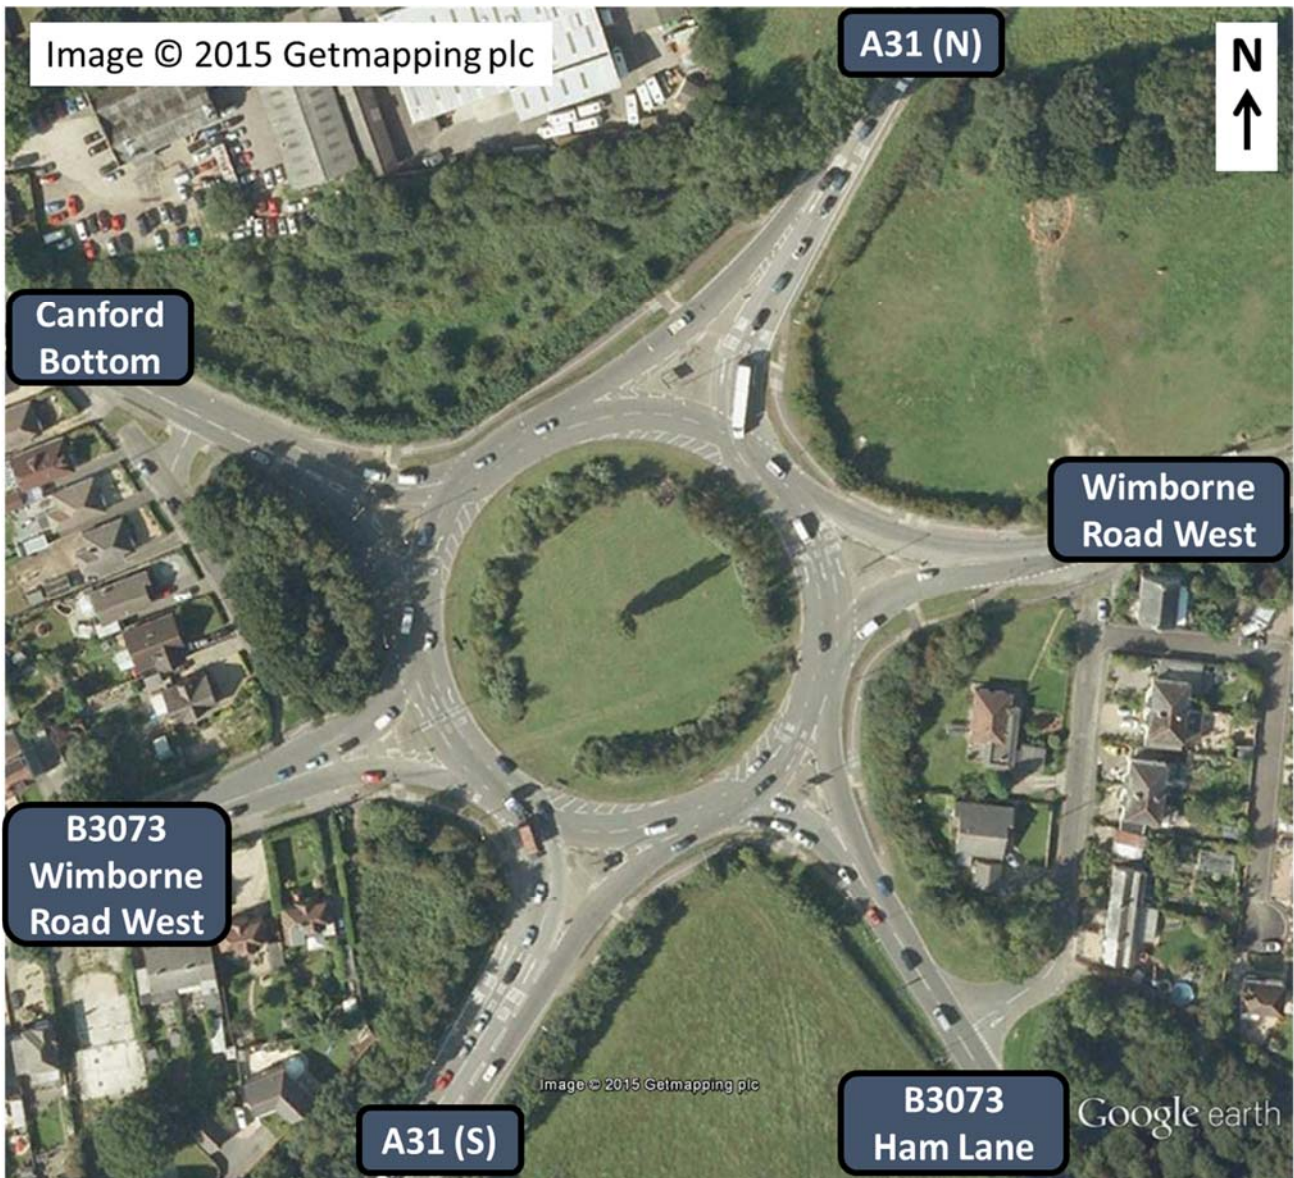 Image © 2015 Getmapping plc
A31 (N)
N
Canford
Bottom
Wimborne
Road West
B3073
Wimborne
Road West
Image © 2015 Getmapping plc
A31 (S)
B3073
Ham Lane
Google earth